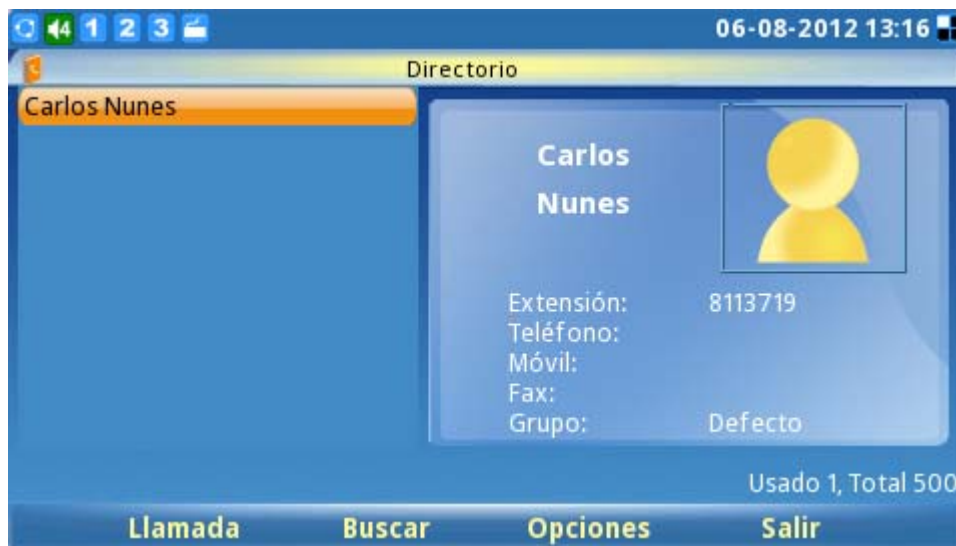 4 1 2 3 06-08-2012 13:16
Directorio
Carlos Nunes
Carlos
Nunes
Extensión: 8113719
Teléfono:
Móvil:
Fax:
Grupo: Defecto
Usado 1, Total 500
Llamada Buscar Opciones Salir